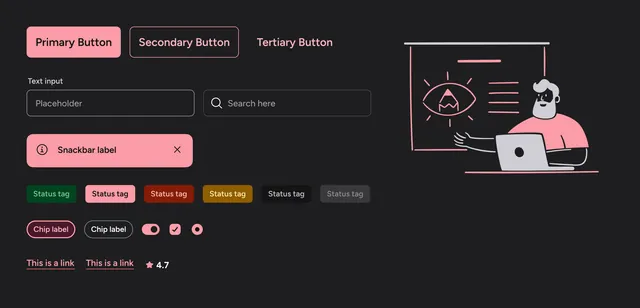 Primary Button Secondary Button Tertiary Button
Text input
Placeholder Search here
Snackbar label
Status tag Status tag Status tag Status tag Status tag Status tag
Chip label Chip label
This is a link This is a link 4.7